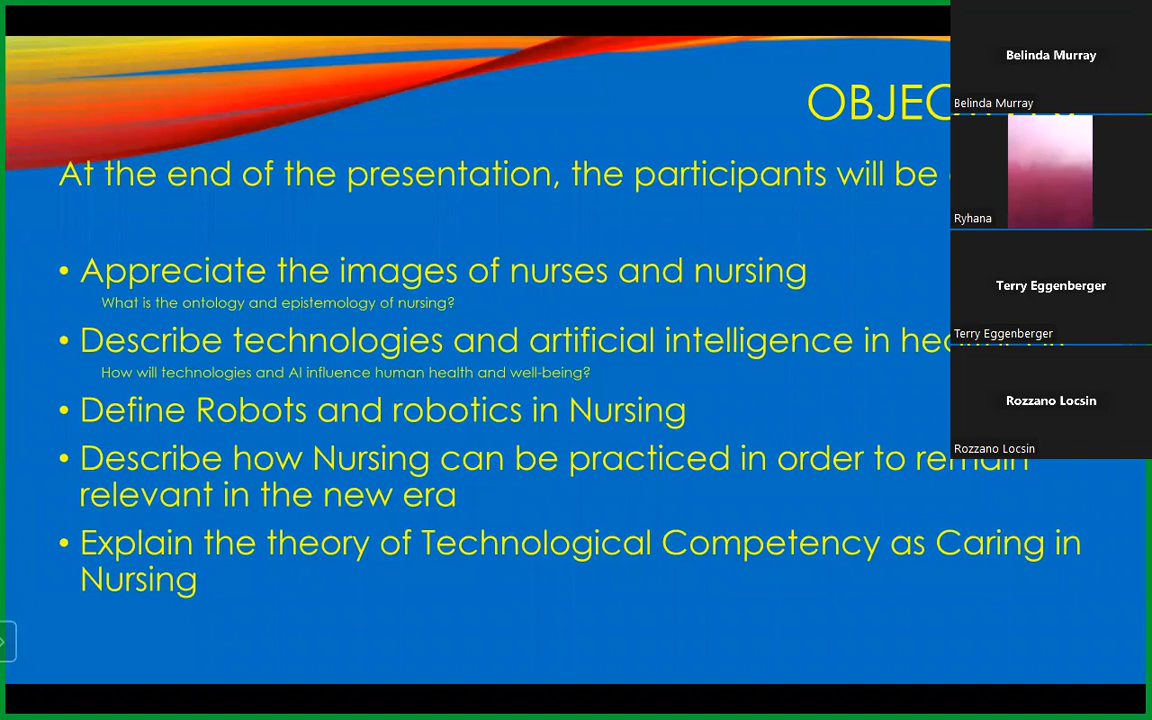 OBJEC
At the end of the presentation, the participants will be
• Appreciate the images of nurses and nursing
What is the ontology and epistemology of nursing?
• Describe technologies and artificial intelligence in
How will technologies and AI influence human health and well-being?
• Define Robots and robotics in Nursing
• Describe how Nursing can be practiced in order to remain
relevant in the new era
• Explain the theory of Technological Competency as Caring in
Nursing
Belinda Murray
Belinda Murray
Ryhana
Terry Eggenberger
Terry Eggenberger
Rozzano Locsin
Rozzano Locsin